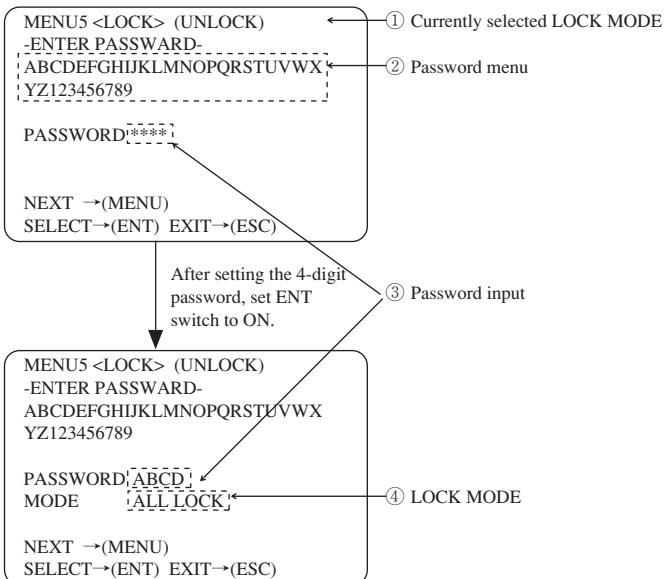 MENU5 <LOCK> (UNLOCK)
① Currently selected LOCK MODE
-ENTER PASSWARD-
ABCDEFGHIJKLMNOPQRSTUVWX
② Password menu
YZ123456789
PASSWORD ****
NEXT →(MENU)
SELECT→(ENT) EXIT→(ESC)
After setting the 4-digit
password, set ENT
switch to ON.
③ Password input
MENU5 <LOCK> (UNLOCK)
-ENTER PASSWARD-
ABCDEFGHIJKLMNOPQRSTUVWX
YZ123456789
PASSWORD ABCD
MODE ALL LOCK
④ LOCK MODE
NEXT →(MENU)
SELECT→(ENT) EXIT→(ESC)